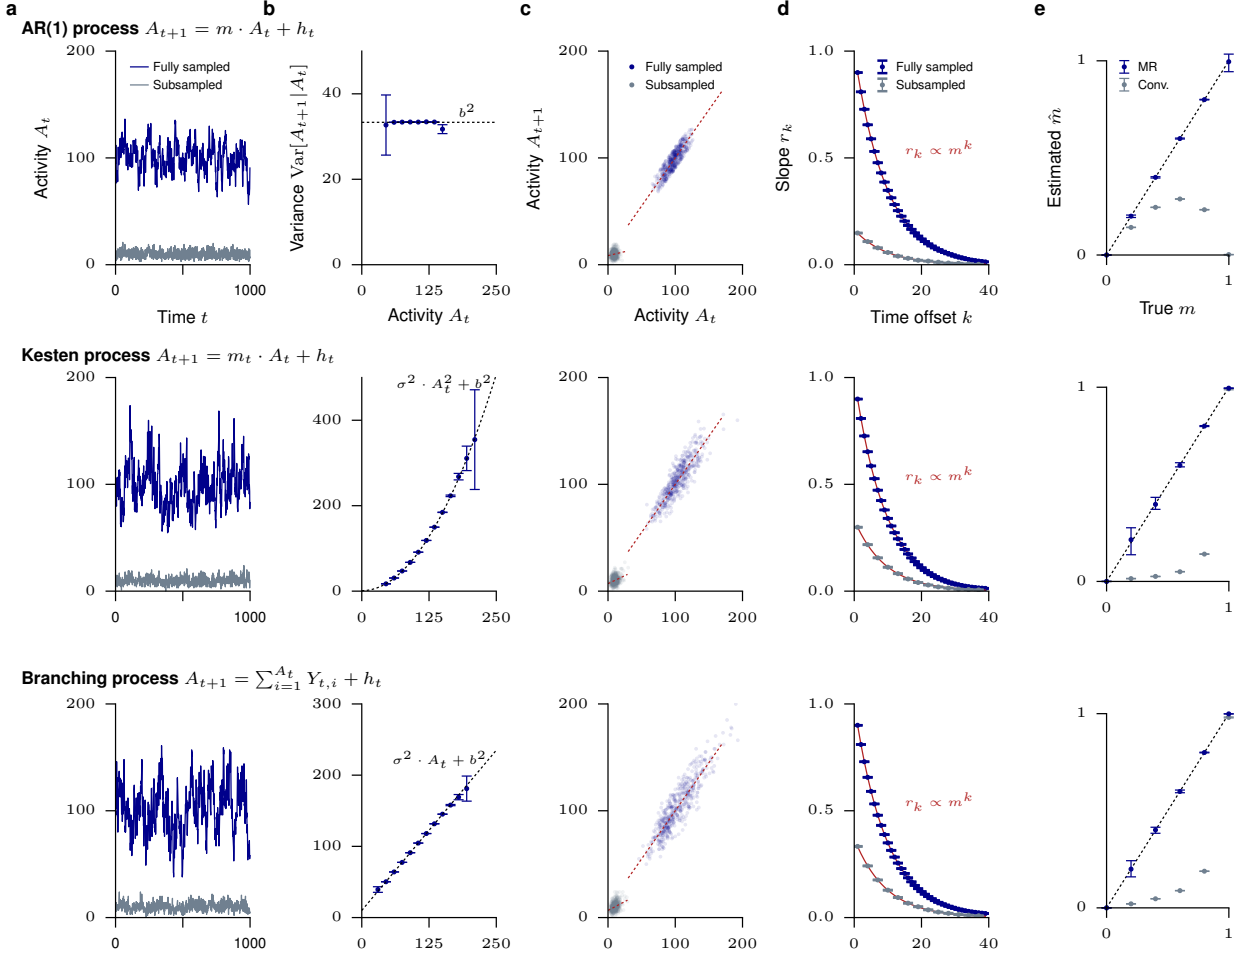 a b c d e
AR(1) process A_{t+1} = m · A_t + h_t
200
100
0
0 1000
Activity A_t
Time t
Fully sampled
Subsampled
40
20
0
0 125 250
Variance Var[A_{t+1} | A_t]
Activity A_t
b^2
200
100
0
0 100 200
Activity A_{t+1}
Activity A_t
Fully sampled
Subsampled
1.0
0.5
0.0
0 20 40
Slope r_k
Time offset k
Fully sampled
Subsampled
r_k ∝ m^k
1
0
0 1
Estimated m̂
True m
MR
Conv.
Kesten process A_{t+1} = m_t · A_t + h_t
200
100
0
0 1000
400
200
0
0 125 250
σ^2 · A_t^2 + b^2
200
100
0
0 100 200
1.0
0.5
0.0
0 20 40
r_k ∝ m^k
1
0
0 1
Branching process A_{t+1} = ∑_{i=1}^{A_t} Y_{t,i} + h_t
200
100
0
0 1000
300
200
100
0
0 125 250
σ^2 · A_t + b^2
200
100
0
0 100 200
1.0
0.5
0.0
0 20 40
r_k ∝ m^k
1
0
0 1